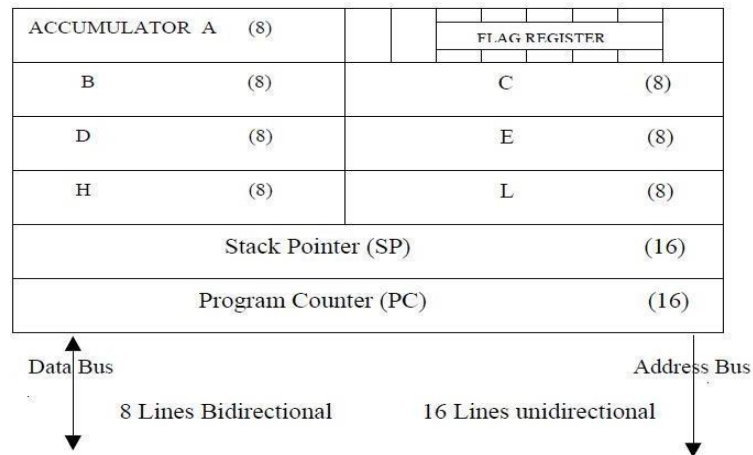 ACCUMULATOR A (8) FLAG REGISTER
B (8) C (8)
D (8) E (8)
H (8) L (8)
Stack Pointer (SP) (16)
Program Counter (PC) (16)
Data Bus Address Bus
8 Lines Bidirectional 16 Lines unidirectional